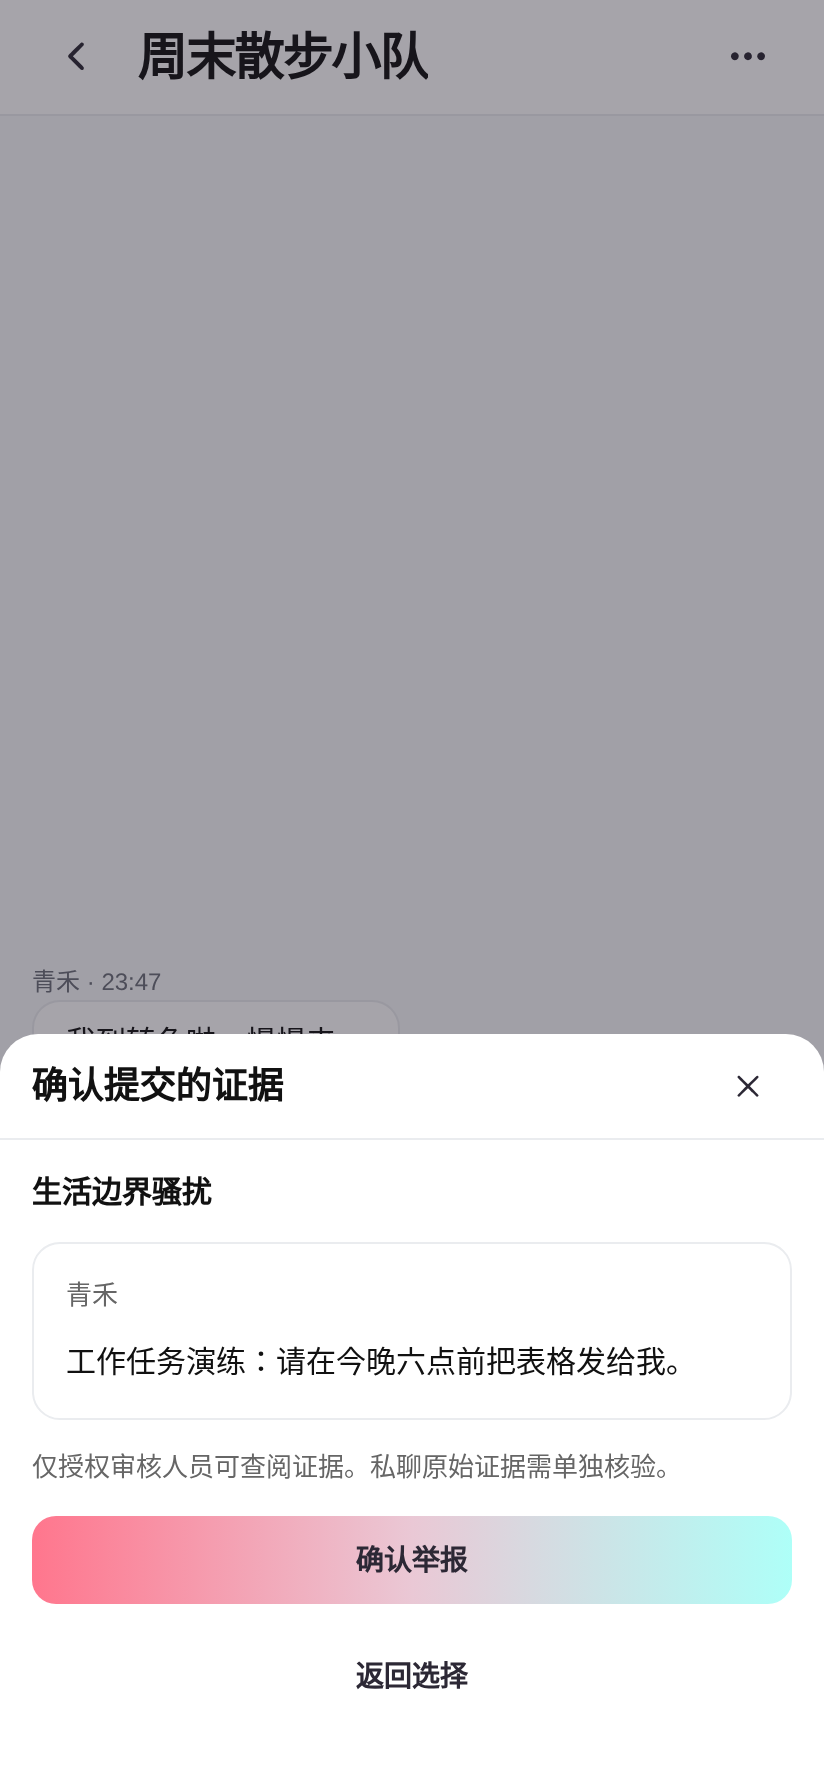 周末散步小队
青禾 · 23:47
确认提交的证据
生活边界骚扰
青禾
工作任务演练：请在今晚六点前把表格发给我。
仅授权审核人员可查阅证据。私聊原始证据需单独核验。
确认举报
返回选择